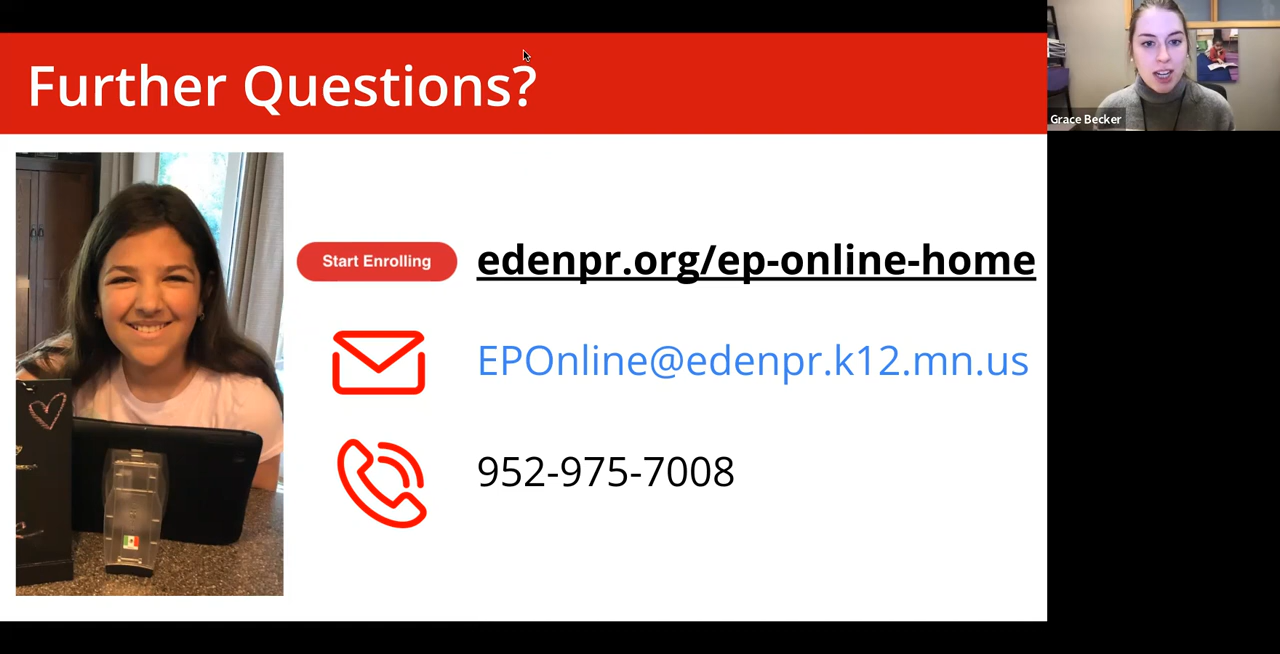 Further Questions?
Grace Becker
Start Enrolling
edenpr.org/ep-online-home
EPOnline@edenpr.k12.mn.us
952-975-7008